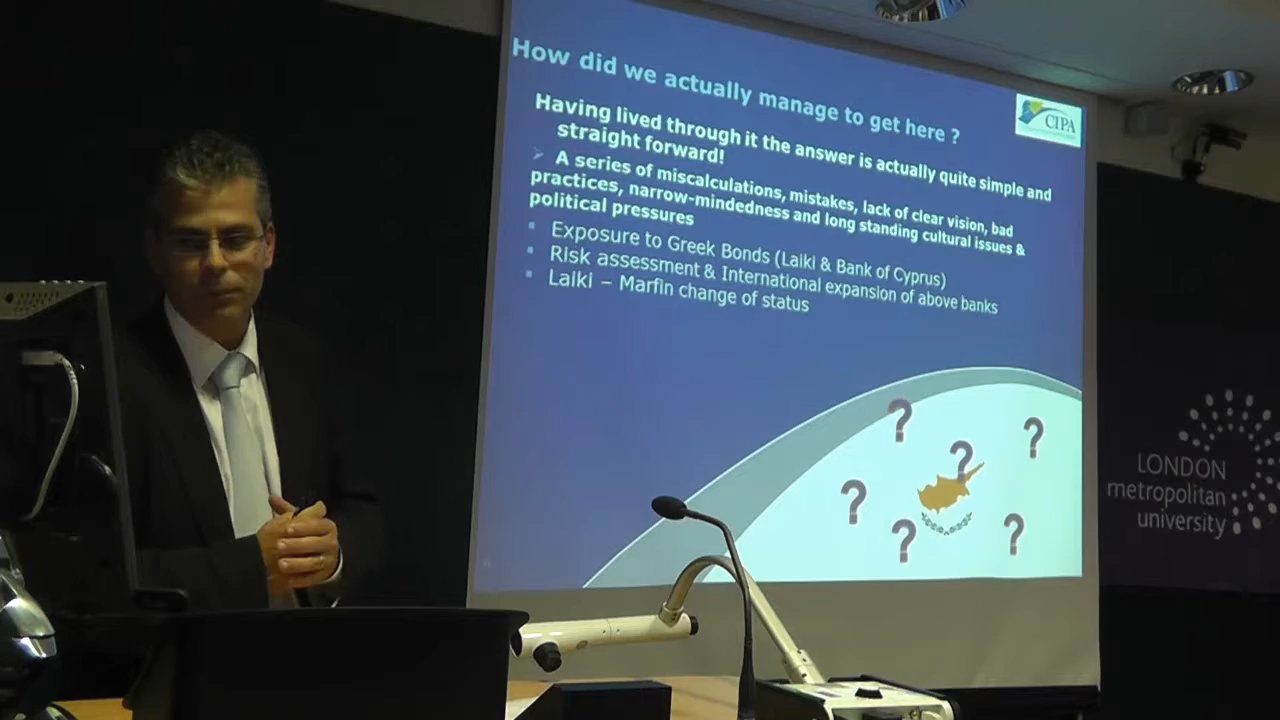 How did we actually manage to get here ?
CIPA
Having lived through it the answer is actually quite simple and
straight forward!
➢ A series of miscalculations, mistakes, lack of clear vision, bad
practices, narrow-mindedness and long standing cultural issues &
political pressures
▪ Exposure to Greek Bonds (Laiki & Bank of Cyprus)
▪ Risk assessment & International expansion of above banks
▪ Laiki – Marfin change of status
?
?
?
?
?
?
LONDON
metropolitan
university